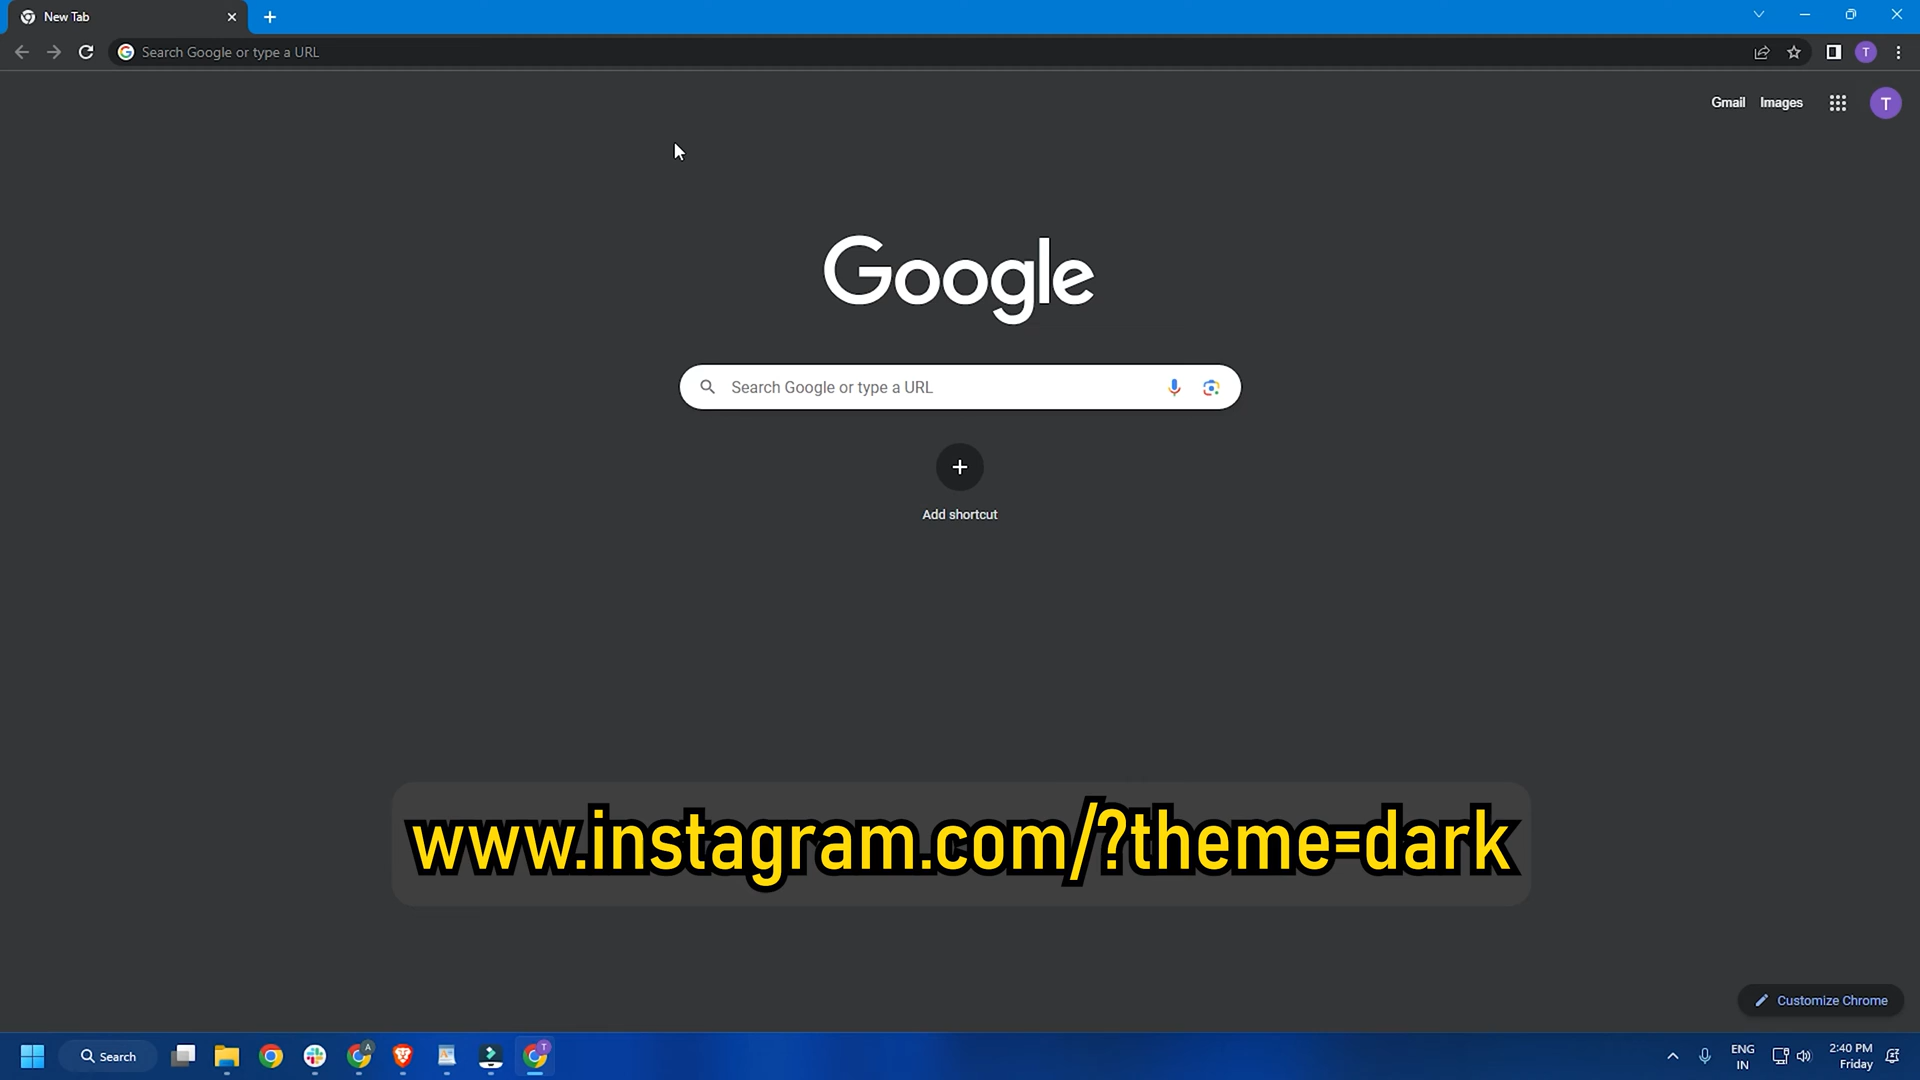 New Tab
Search Google or type a URL
T
Gmail Images
T
Google
Search Google or type a URL
Add shortcut
www.instagram.com/?theme=dark
Customize Chrome
Search
A
T
ENG
IN
2:40 PM
Friday